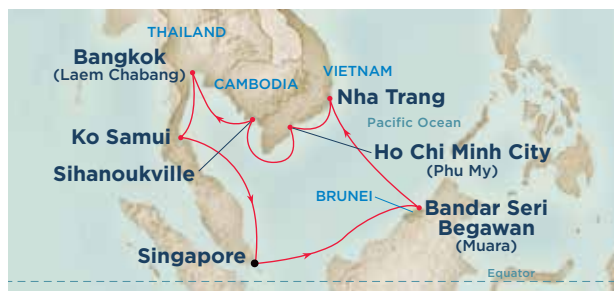 THAILAND
Bangkok
(Laem Chabang)
CAMBODIA
VIETNAM
Nha Trang
Pacific Ocean
Ko Samui
Ho Chi Minh City
(Phu My)
Sihanoukville
BRUNEI
Bandar Seri
Begawan
(Muara)
Singapore
Equator